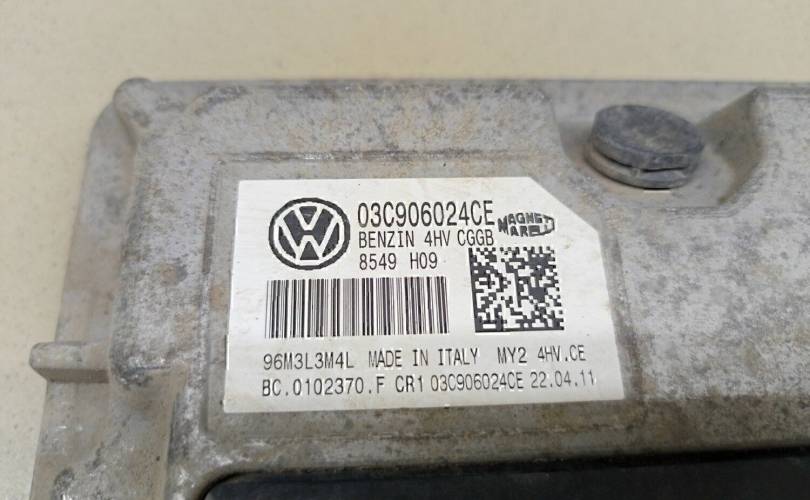 03C906024CE
MAGNETI
MARELLI
BENZIN 4HV CGGB
8549 H09
96M3L3M4L MADE IN ITALY MY2 4HV.CE
BC.0102370.F CR1 03C906024CE 22.04.11